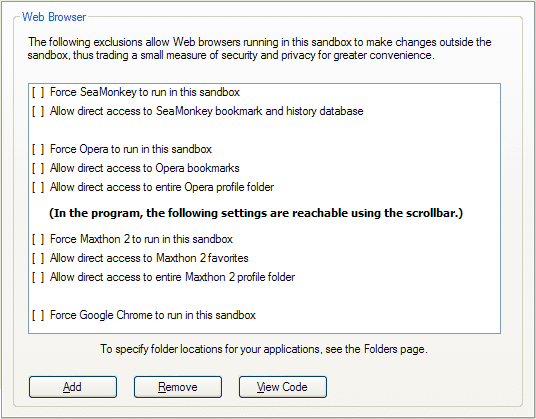 Web Browser
The following exclusions allow Web browsers running in this sandbox to make changes outside the
sandbox, thus trading a small measure of security and privacy for greater convenience.
[ ] Force SeaMonkey to run in this sandbox
[ ] Allow direct access to SeaMonkey bookmark and history database
[ ] Force Opera to run in this sandbox
[ ] Allow direct access to Opera bookmarks
[ ] Allow direct access to entire Opera profile folder
(In the program, the following settings are reachable using the scrollbar.)
[ ] Force Maxthon 2 to run in this sandbox
[ ] Allow direct access to Maxthon 2 favorites
[ ] Allow direct access to entire Maxthon 2 profile folder
[ ] Force Google Chrome to run in this sandbox
To specify folder locations for your applications, see the Folders page.
Add Remove View Code